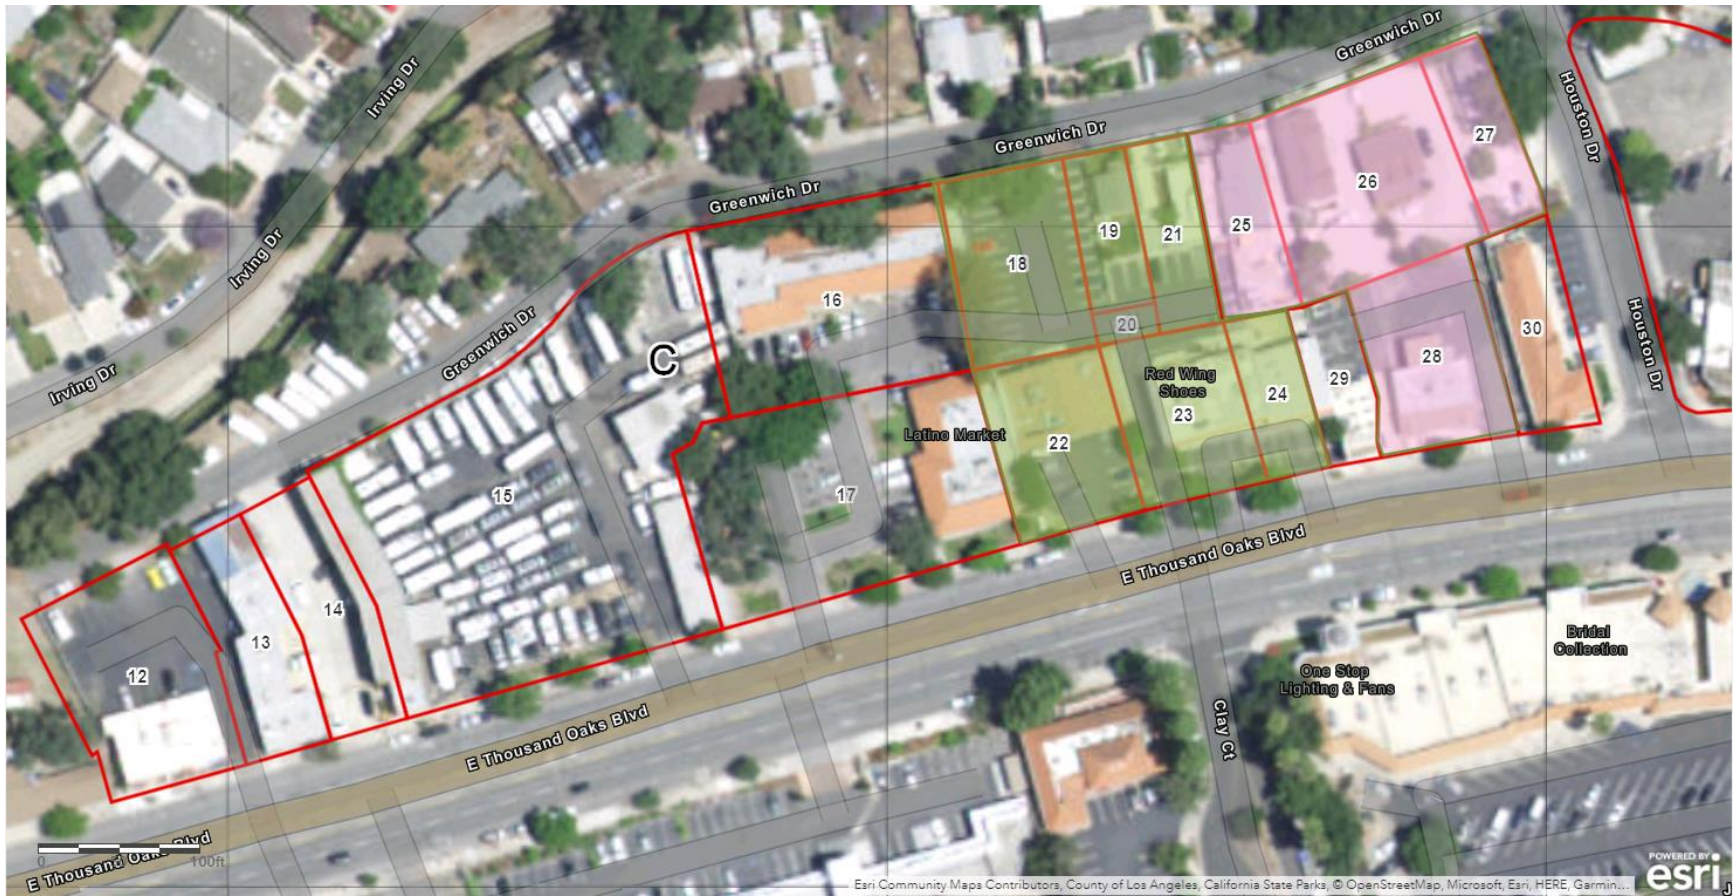 Greenwich Dr
Irving Dr
Houston Dr
Greenwich Dr
27
26
Greenwich Dr
25
19
21
Irving Dr
18
16
20
30
Houston Dr
Greenwich Dr
C
28
Red Wing
Shoes
29
Irving Dr
24
23
Latino Market
22
17
15
E Thousand Oaks Blvd
14
13
12
Bridal
Collection
One Stop
Lighting & Fans
Clay Ct
E Thousand Oaks Blvd
E Thousand Oaks Blvd
0 100ft
POWERED BY
esri
Esri Community Maps Contributors, County of Los Angeles, California State Parks, © OpenStreetMap, Microsoft, Esri, HERE, Garmin...